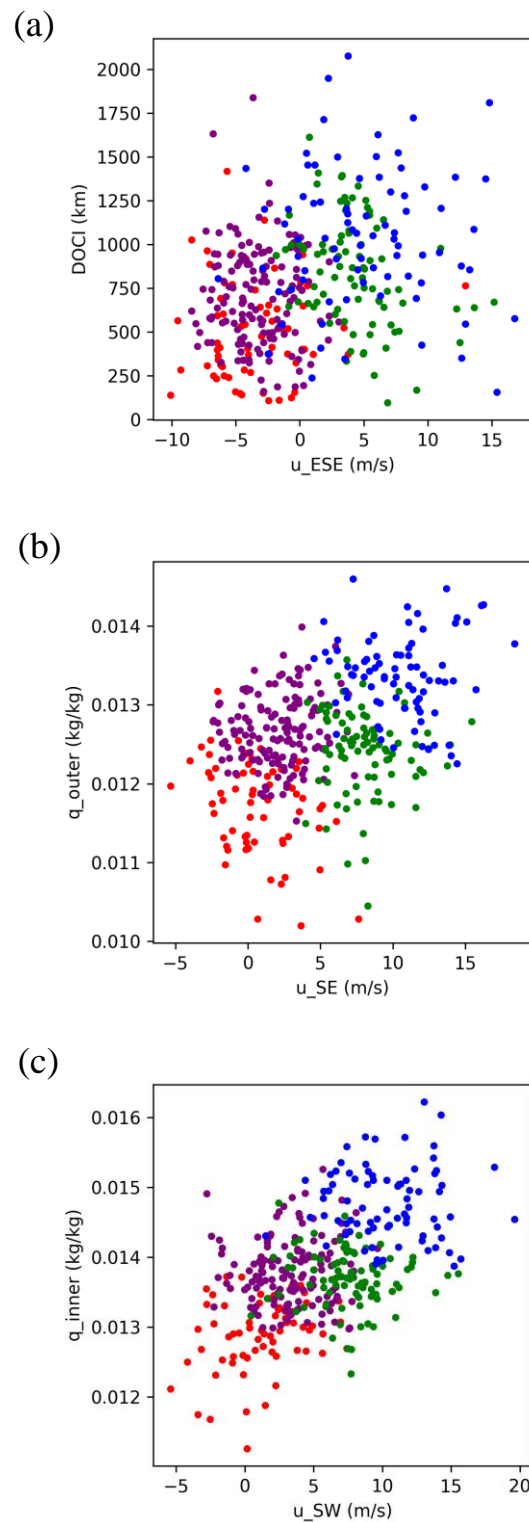 (a)
DOCI (km)
2000
1750
1500
1250
1000
750
500
250
0
−10 −5 0 5 10 15
u_ESE (m/s)
(b)
q_outer (kg/kg)
0.014
0.013
0.012
0.011
0.010
−5 0 5 10 15
u_SE (m/s)
(c)
q_inner (kg/kg)
0.016
0.015
0.014
0.013
0.012
−5 0 5 10 15 20
u_SW (m/s)